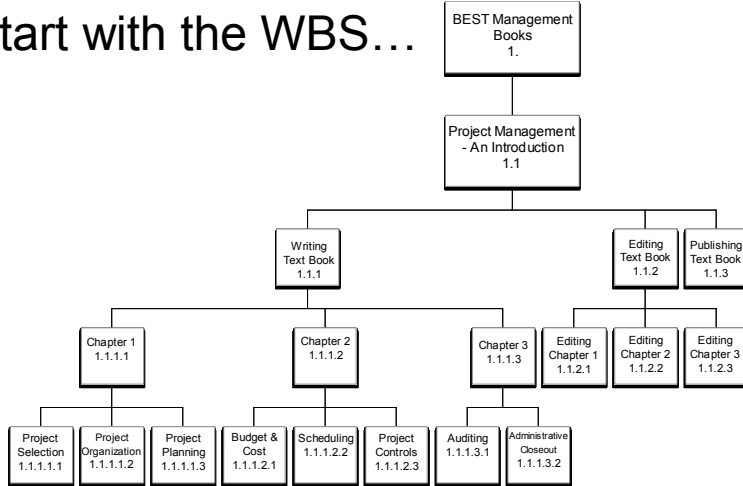 tart with the WBS…
BEST Management
Books
1.
Project Management
- An Introduction
1.1
Writing
Text Book
1.1.1
Editing
Text Book
1.1.2
Publishing
Text Book
1.1.3
Chapter 1
1.1.1.1
Chapter 2
1.1.1.2
Chapter 3
1.1.1.3
Editing
Chapter 1
1.1.2.1
Editing
Chapter 2
1.1.2.2
Editing
Chapter 3
1.1.2.3
Project
Selection
1.1.1.1.1
Project
Organization
1.1.1.1.2
Project
Planning
1.1.1.1.3
Budget &
Cost
1.1.1.2.1
Scheduling
1.1.1.2.2
Project
Controls
1.1.1.2.3
Auditing
1.1.1.3.1
Administrative
Closeout
1.1.1.3.2